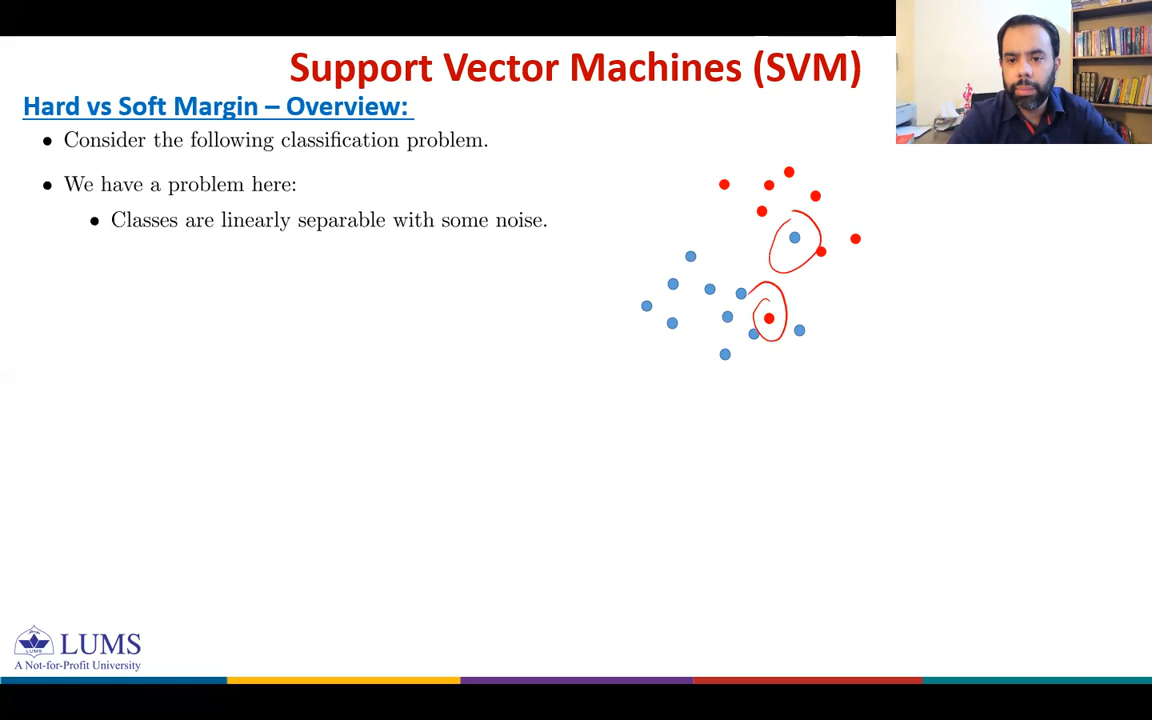 Support Vector Machines (SVM)
Hard vs Soft Margin – Overview:
• Consider the following classification problem.
• We have a problem here:
• Classes are linearly separable with some noise.
LUMS
LUMS
A Not-for-Profit University